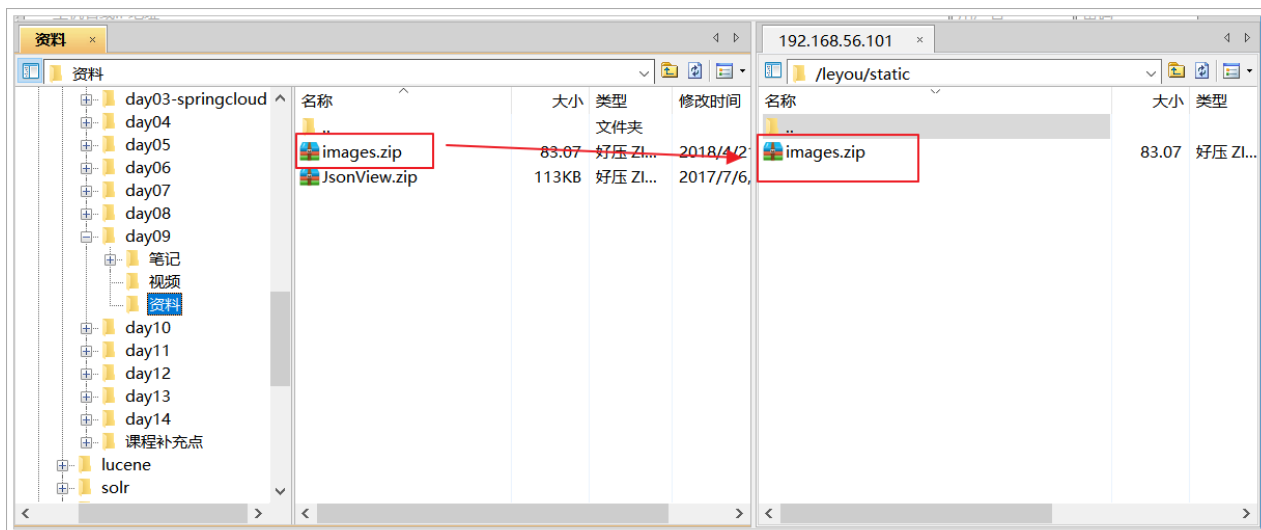 资料 ×
192.168.56.101 ×
资料
/leyou/static
day03-springcloud
day04
day05
day06
day07
day08
day09
笔记
视频
资料
day10
day11
day12
day13
day14
课程补充点
lucene
solr
名称 大小 类型 修改时间
.. 文件夹
images.zip 83.07 好压 ZI... 2018/4/21
JsonView.zip 113KB 好压 ZI... 2017/7/6,
名称 大小 类型
..
images.zip 83.07 好压 ZI...